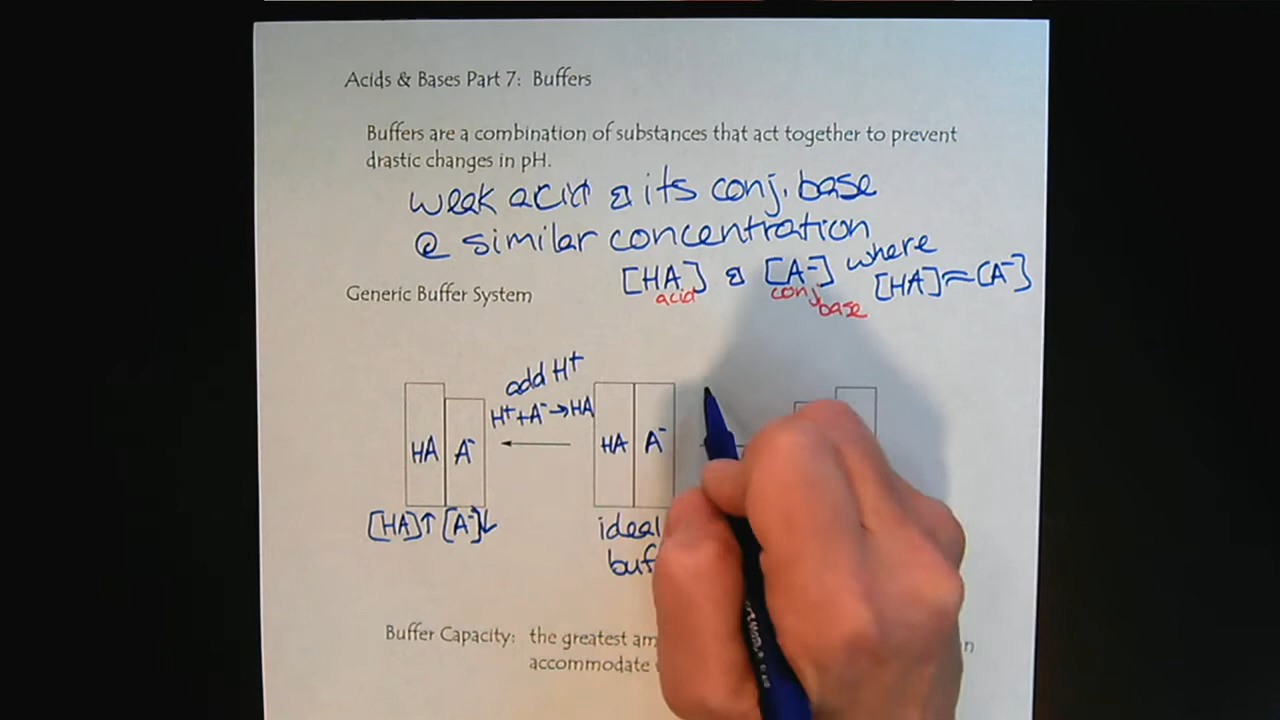 Acids & Bases Part 7: Buffers
Buffers are a combination of substances that act together to prevent
drastic changes in pH.
weak acid & its conj. base
@ similar concentration
[HA] & [A⁻] where
[HA]≈[A⁻]
acid conj
base
Generic Buffer System
add H⁺
H⁺+A⁻→HA
HA A⁻ HA A⁻
[HA]↑ [A⁻]↓
ideal
Buffer Capacity: the greatest
accommodate